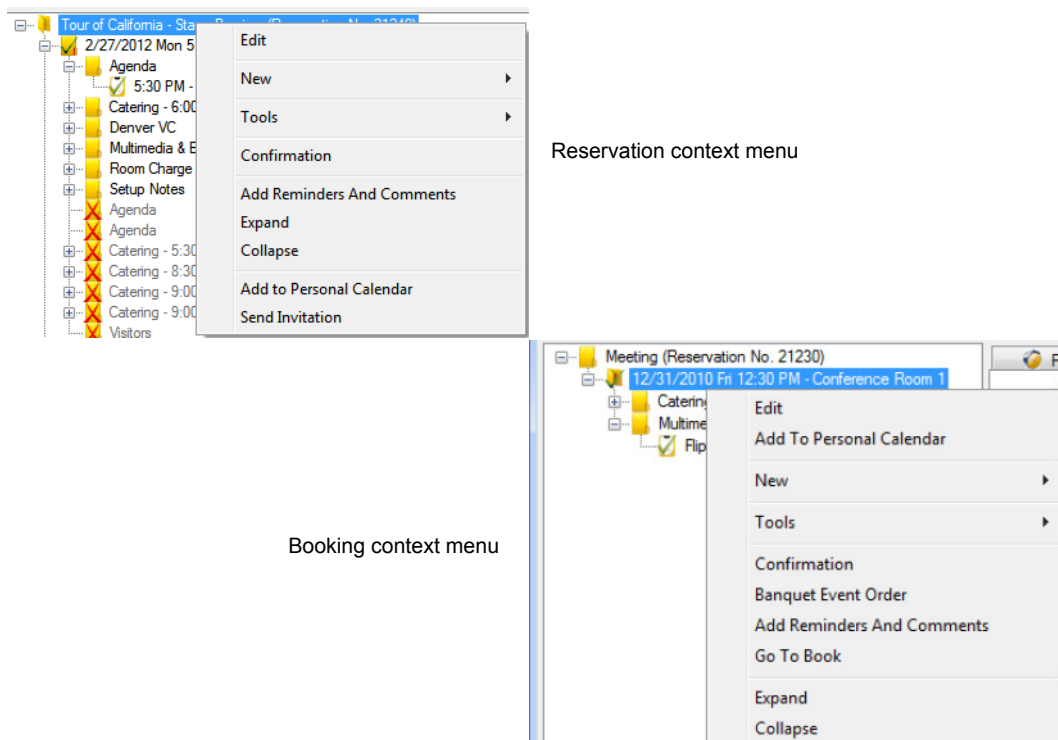 Tour of California - Sta
2/27/2012 Mon 5
Agenda
5:30 PM -
Catering - 6:00
Denver VC
Multimedia & E
Room Charge
Setup Notes
Agenda
Agenda
Catering - 5:30
Catering - 8:30
Catering - 9:00
Catering - 9:00
Visitors
Edit
New
Tools
Confirmation
Add Reminders And Comments
Expand
Collapse
Add to Personal Calendar
Send Invitation
Reservation context menu
Booking context menu
Meeting (Reservation No. 21230)
12/31/2010 Fri 12:30 PM - Conference Room 1
Catering
Multime
Flip
Edit
Add To Personal Calendar
New
Tools
Confirmation
Banquet Event Order
Add Reminders And Comments
Go To Book
Expand
Collapse